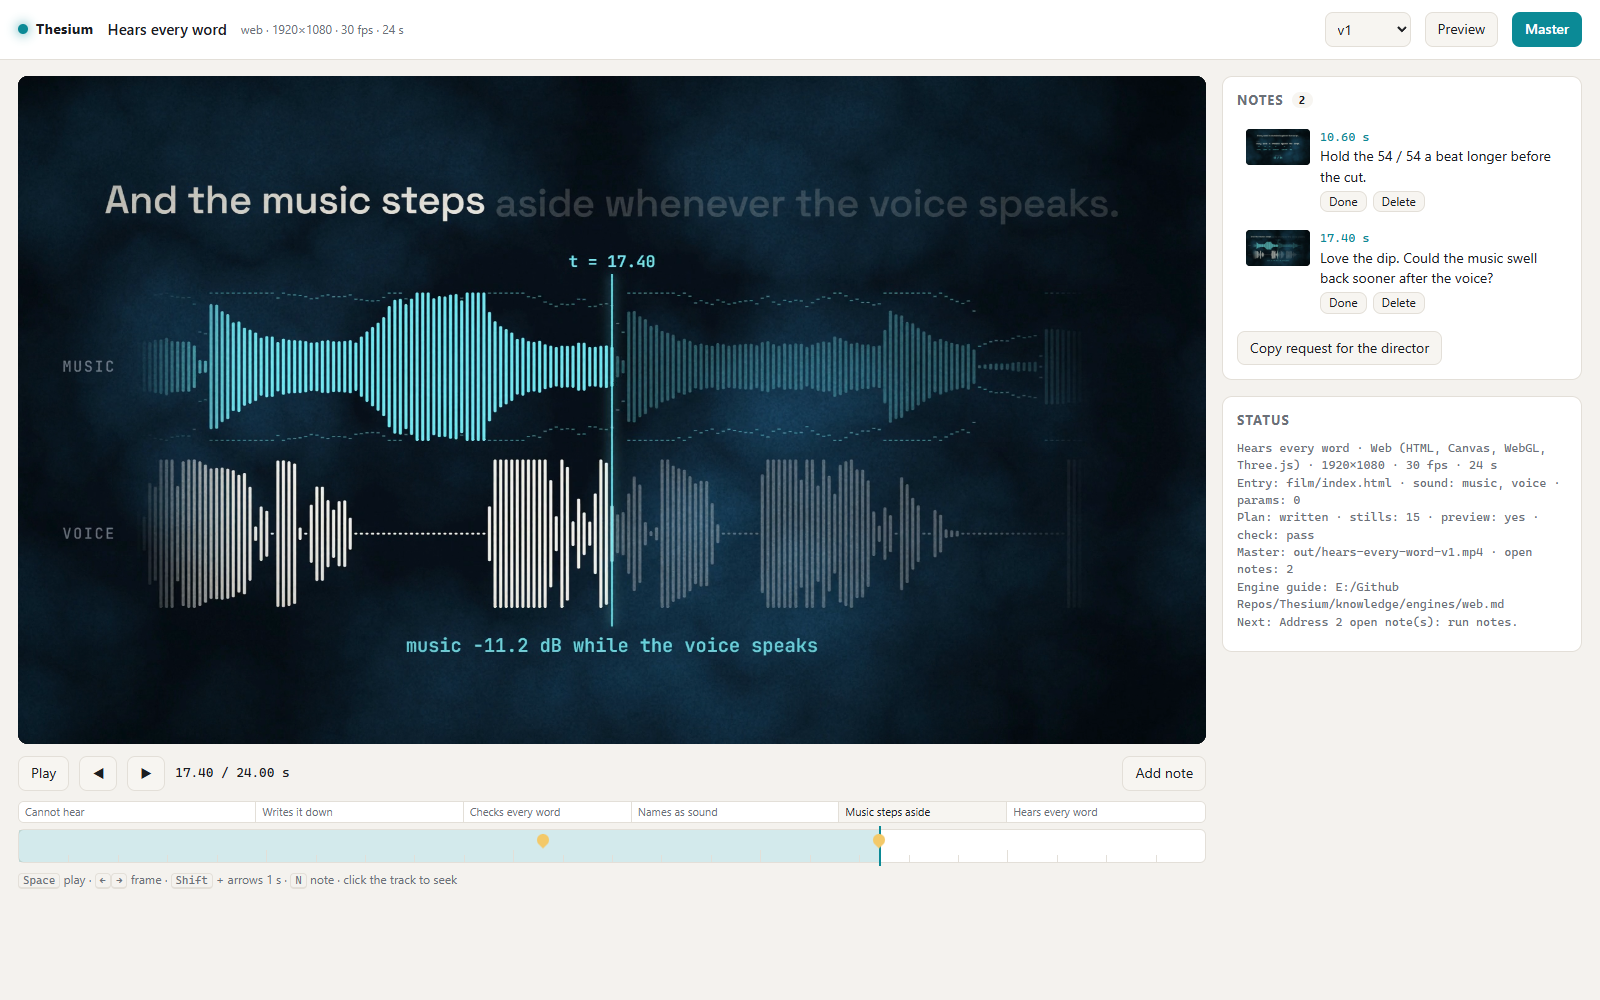 Thesium Hears every word web · 1920×1080 · 30 fps · 24 s v1 Preview Master
And the music steps aside whenever the voice speaks.
t = 17.40
MUSIC
VOICE
music -11.2 dB while the voice speaks
Play ◀ ▶ 17.40 / 24.00 s Add note
Cannot hear Writes it down Checks every word Names as sound Music steps aside Hears every word
Space play · ← → frame · Shift + arrows 1 s · N note · click the track to seek
NOTES 2
10.60 s
Hold the 54 / 54 a beat longer before
the cut.
Done Delete
17.40 s
Love the dip. Could the music swell
back sooner after the voice?
Done Delete
Copy request for the director
STATUS
Hears every word · Web (HTML, Canvas, WebGL,
Three.js) · 1920×1080 · 30 fps · 24 s
Entry: film/index.html · sound: music, voice ·
params: 0
Plan: written · stills: 15 · preview: yes ·
check: pass
Master: out/hears-every-word-v1.mp4 · open
notes: 2
Engine guide: E:/Github
Repos/Thesium/knowledge/engines/web.md
Next: Address 2 open note(s): run notes.